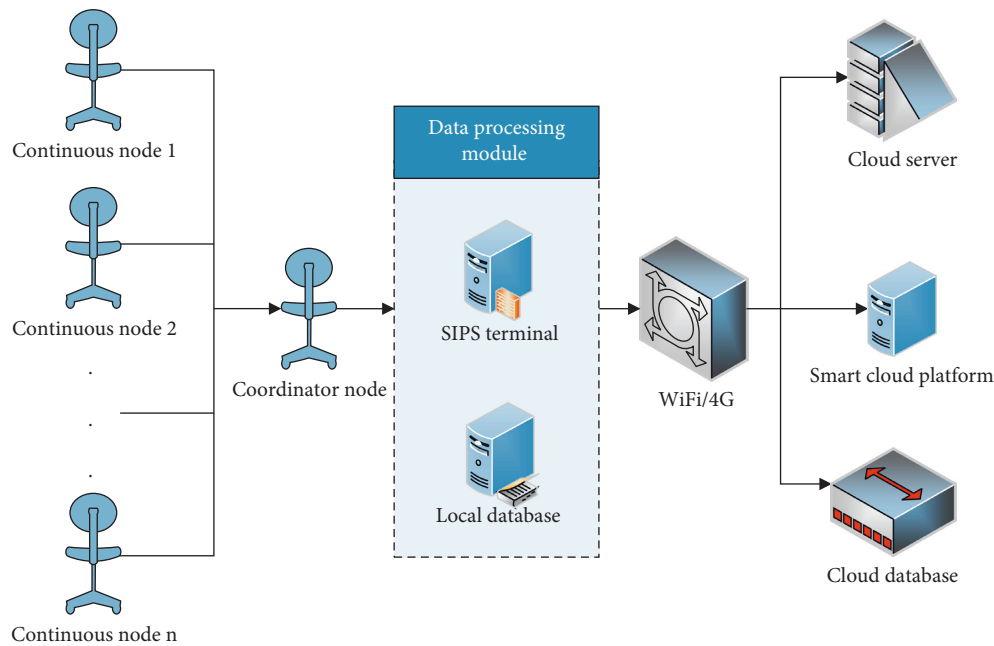 Continuous node 1
Continuous node 2
.
.
.
Continuous node n
Coordinator node
Data processing
module
SIPS terminal
Local database
WiFi/4G
Cloud server
Smart cloud platform
Cloud database